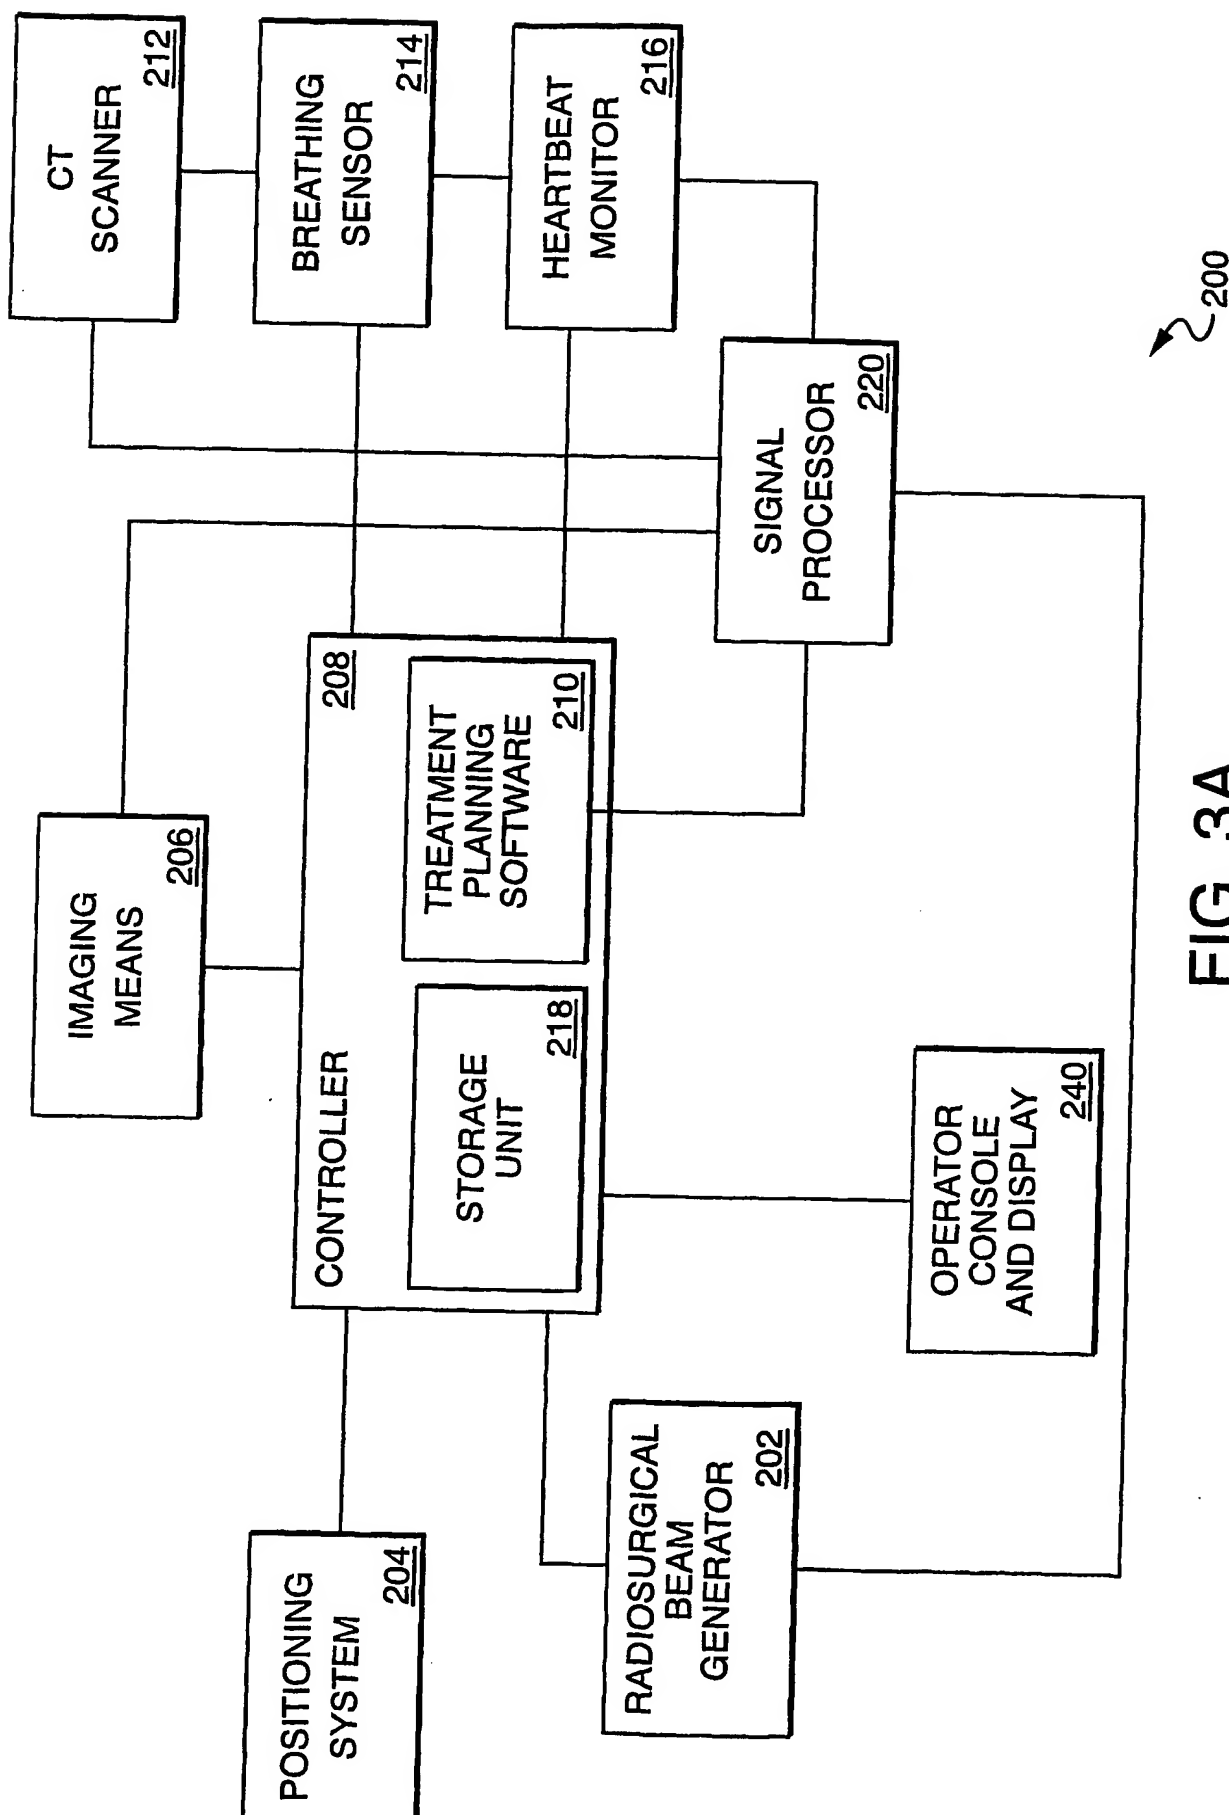 POSITIONING
SYSTEM
204
IMAGING
MEANS
206
CT
SCANNER
212
CONTROLLER
208
STORAGE
UNIT
218
TREATMENT
PLANNING
SOFTWARE
210
BREATHING
SENSOR
214
HEARTBEAT
MONITOR
216
RADIOSURGICAL
BEAM
GENERATOR
202
OPERATOR
CONSOLE
AND DISPLAY
240
SIGNAL
PROCESSOR
220
200
FIG. 3A